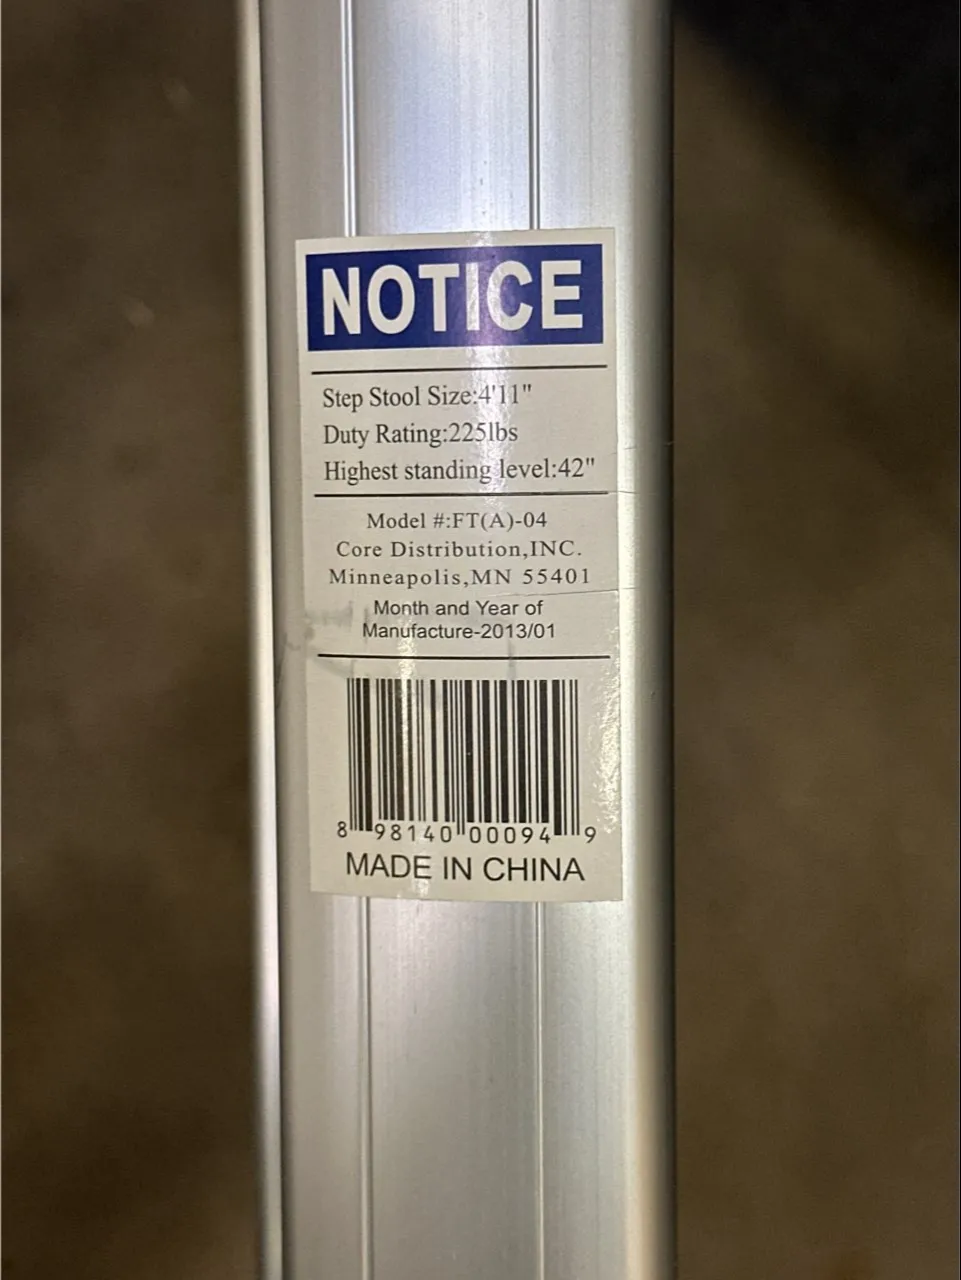 NOTICE
Step Stool Size:4'11"
Duty Rating:225lbs
Highest standing level:42"
Model #:FT(A)-04
Core Distribution,INC.
Minneapolis,MN 55401
Month and Year of
Manufacture-2013/01
8 98140 00094 9
MADE IN CHINA